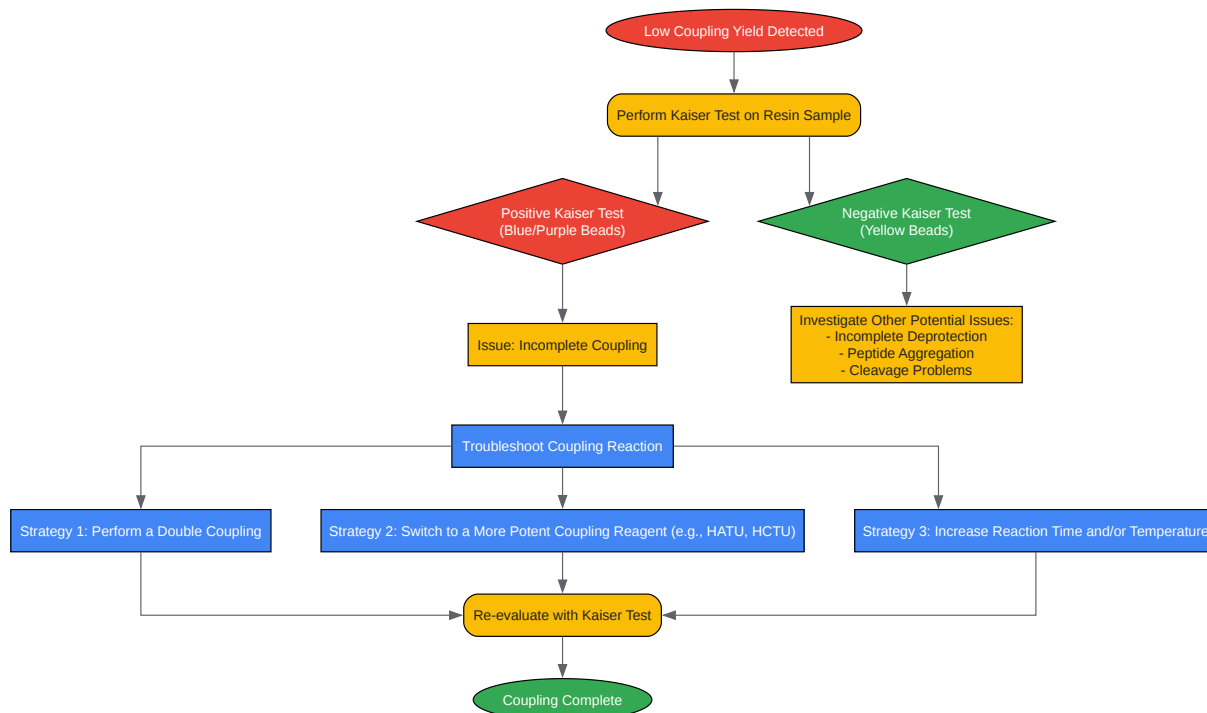 Low Coupling Yield Detected
Perform Kaiser Test on Resin Sample
Positive Kaiser Test
(Blue/Purple Beads)
Negative Kaiser Test
(Yellow Beads)
Investigate Other Potential Issues:
- Incomplete Deprotection
- Peptide Aggregation
- Cleavage Problems
Issue: Incomplete Coupling
Troubleshoot Coupling Reaction
Strategy 1: Perform a Double Coupling
Strategy 2: Switch to a More Potent Coupling Reagent (e.g., HATU, HCTU)
Strategy 3: Increase Reaction Time and/or Temperature
Re-evaluate with Kaiser Test
Coupling Complete